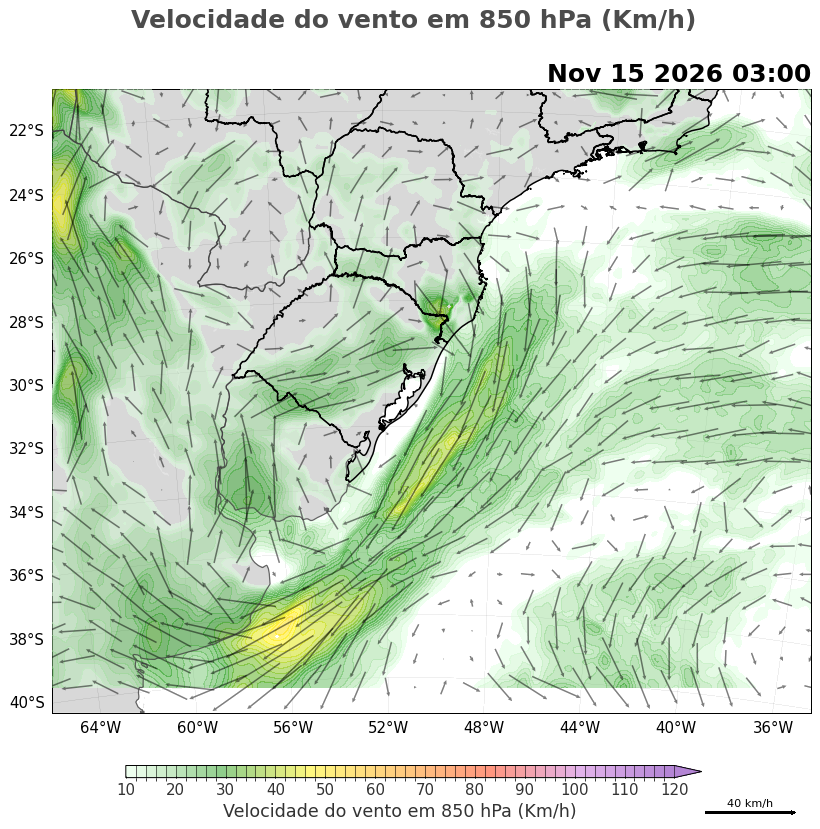 Velocidade do vento em 850 hPa (Km/h)
Nov 15 2026 03:00
22°S
24°S
26°S
28°S
30°S
32°S
34°S
36°S
38°S
40°S
64°W 60°W 56°W 52°W 48°W 44°W 40°W 36°W
10 20 30 40 50 60 70 80 90 100 110 120
Velocidade do vento em 850 hPa (Km/h)
40 km/h